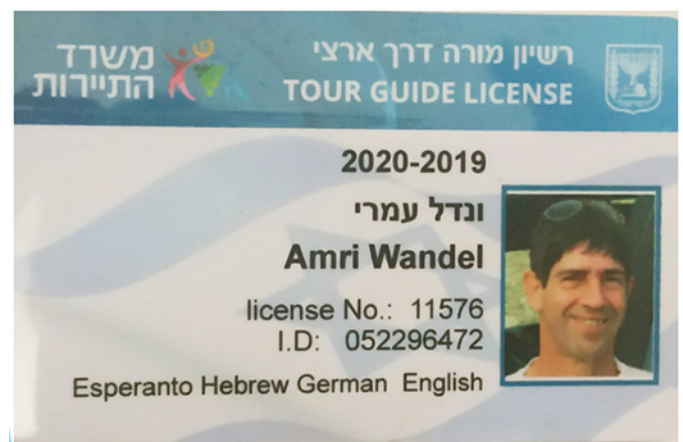 משרד
התיירות
רשיון מורה דרך ארצי
TOUR GUIDE LICENSE
2020-2019
ונדל עמרי
Amri Wandel
license No.: 11576
I.D: 052296472
Esperanto Hebrew German English